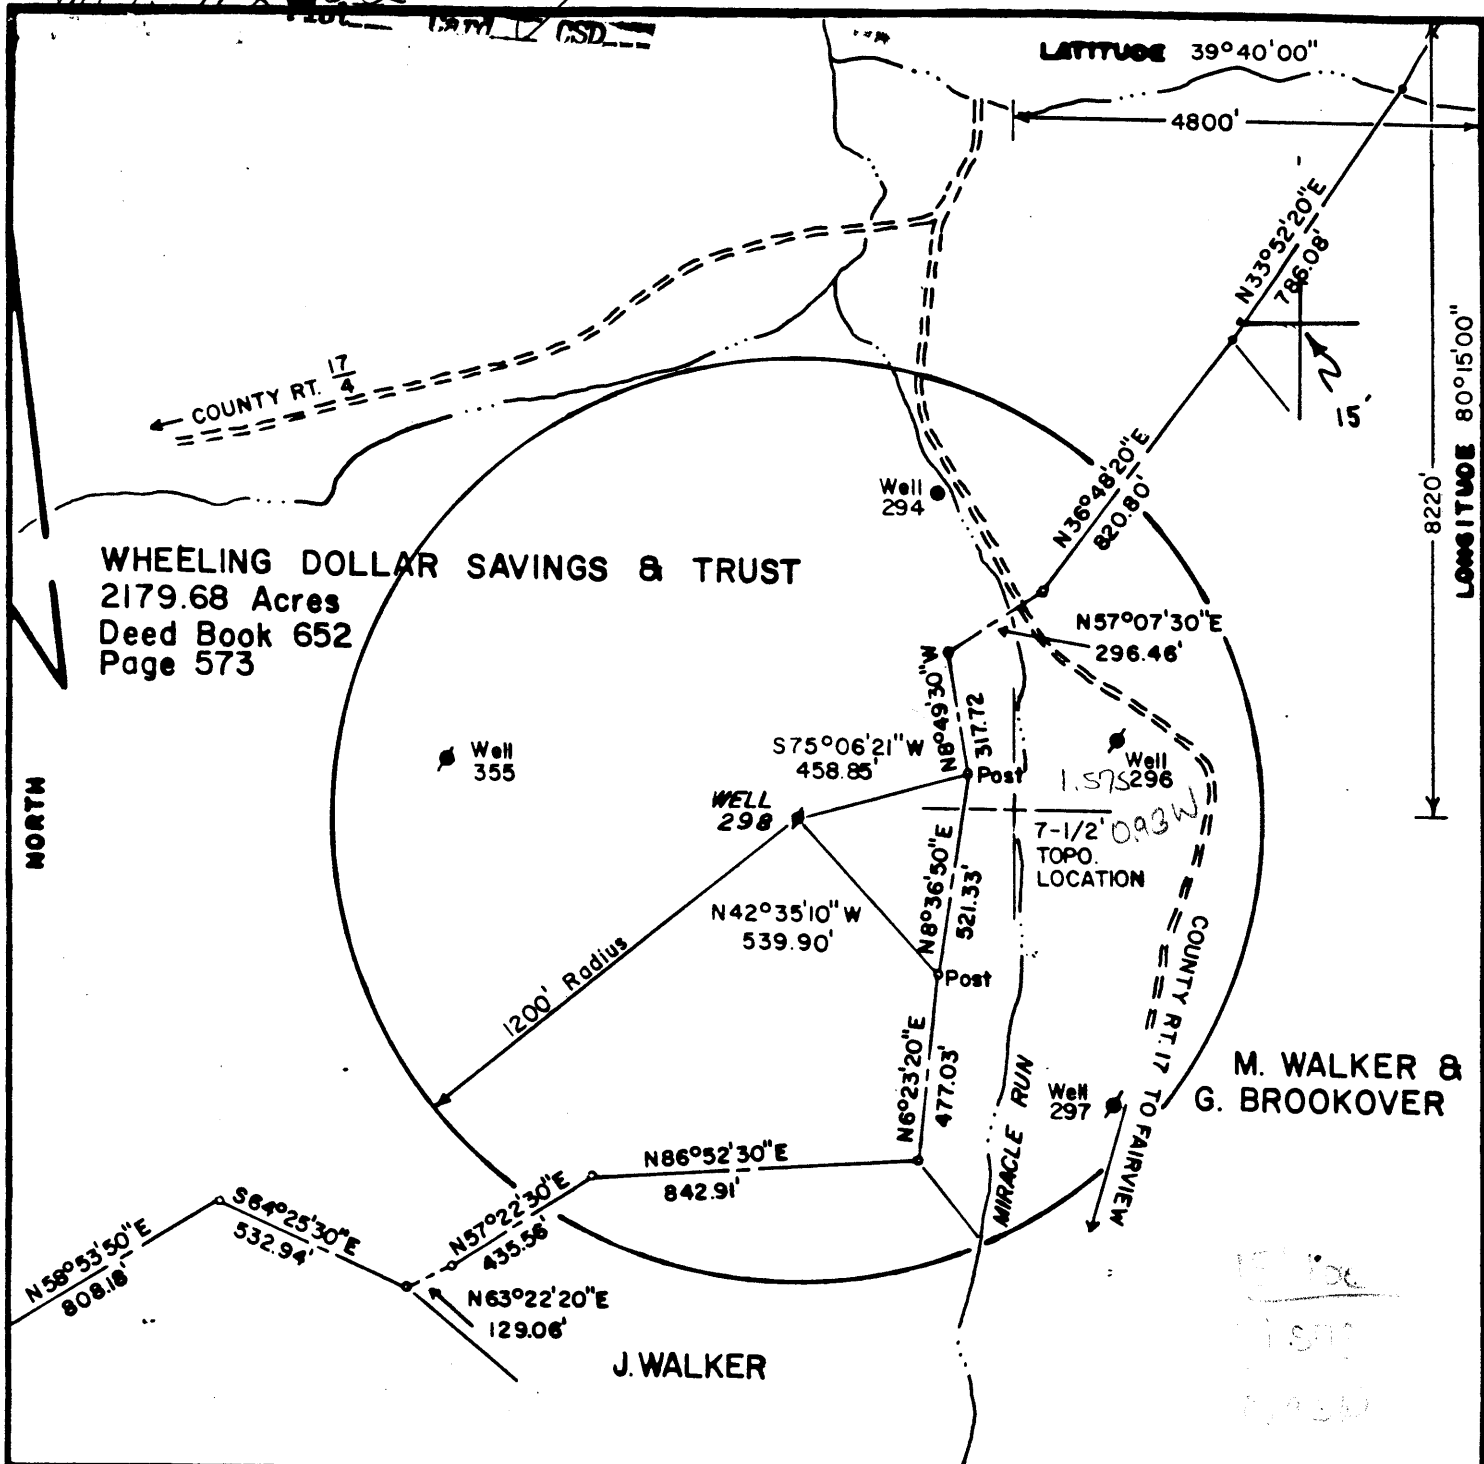 Plot
CSD
LATITUDE 39°40'00"
4800'
N33°52'20"E
786.08'
LONGITUDE 80°15'00"
8220'
15'
COUNTY RT. 17/4
N36°48'20"E
820.80'
Well
294
WHEELING DOLLAR SAVINGS & TRUST
2179.68 Acres
Deed Book 652
Page 573
N57°07'30"E
296.46'
N8°49'30"W
317.72
S75°06'21"W
458.85'
Post
Well
355
Well
296
1.57S
0.93W
WELL
298
7-1/2'
TOPO.
LOCATION
NORTH
N8°36'50"E
521.33'
N42°35'10"W
539.90'
Post
1200' Radius
COUNTY RT. 17 TO FAIRVIEW
N6°23'20"E
477.03'
MIRACLE RUN
M. WALKER &
G. BROOKOVER
Well
297
N86°52'30"E
842.91'
N57°22'30"E
435.56'
S64°25'30"E
532.94'
N58°53'50"E
808.18'
N63°22'20"E
129.06'
J. WALKER